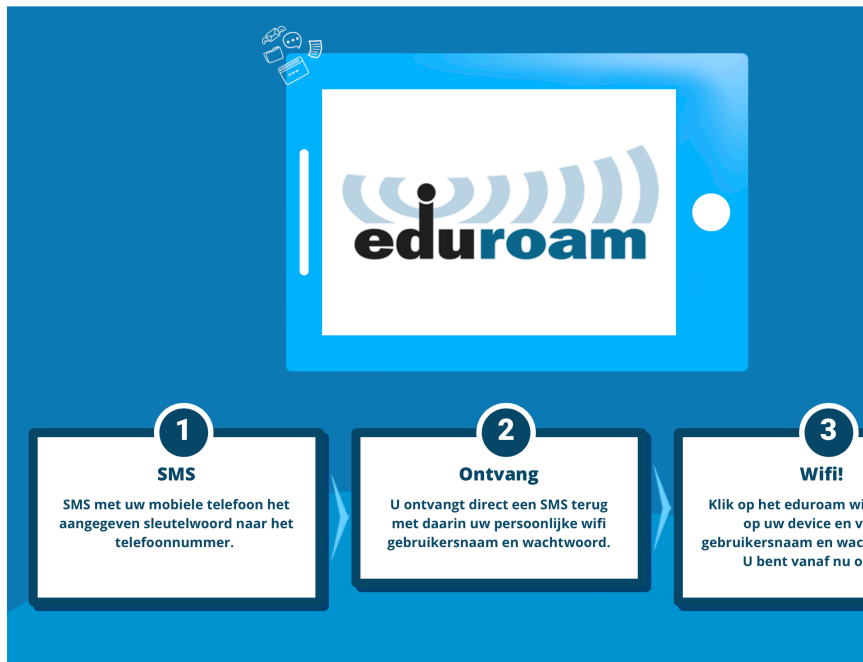 eduroam
1
SMS
SMS met uw mobiele telefoon het
aangegeven sleutelwoord naar het
telefoonnummer.
2
Ontvang
U ontvangt direct een SMS terug
met daarin uw persoonlijke wifi
gebruikersnaam en wachtwoord.
3
Wifi!
Klik op het eduroam
op uw device en
gebruikersnaam en
U bent vanaf nu